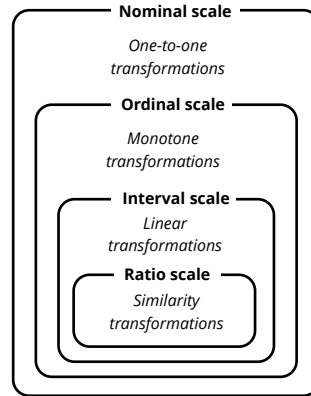 Nominal scale
One-to-one
transformations
Ordinal scale
Monotone
transformations
Interval scale
Linear
transformations
Ratio scale
Similarity
transformations